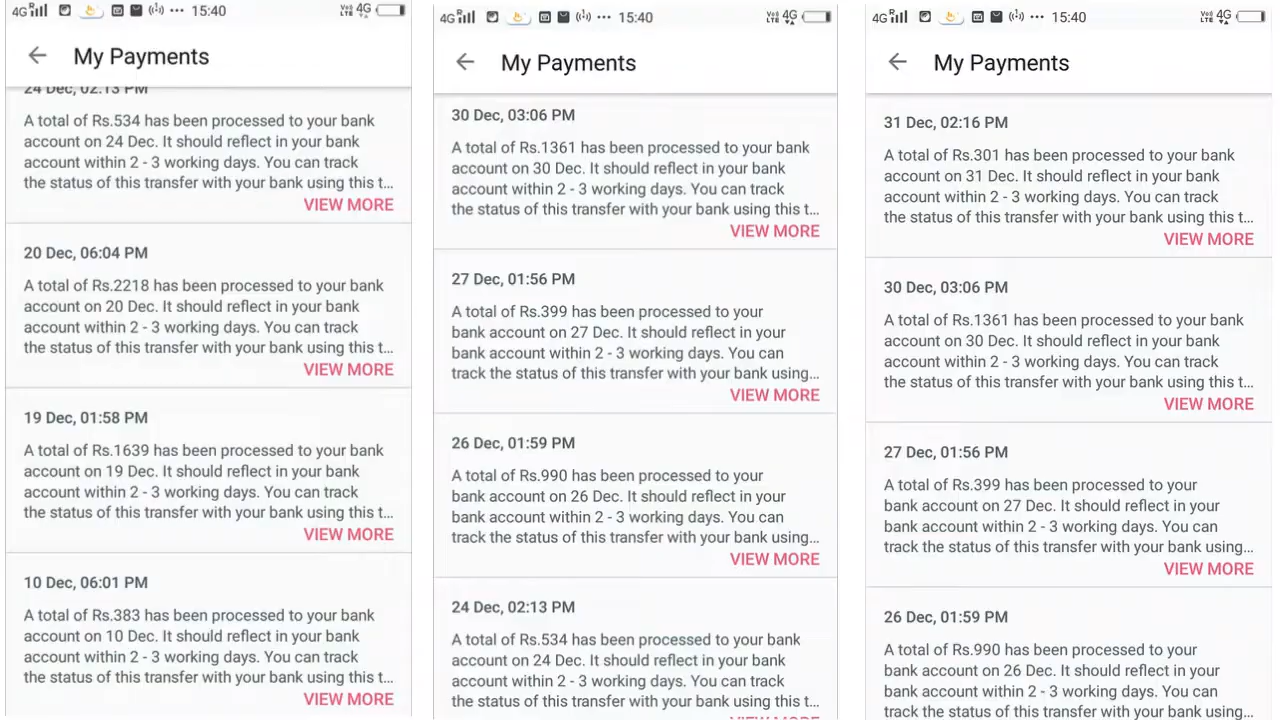 4G 15:40 VoLTE 4G
My Payments
24 Dec, 02:13 PM
A total of Rs.534 has been processed to your bank
account on 24 Dec. It should reflect in your bank
account within 2 - 3 working days. You can track
the status of this transfer with your bank using this t...
VIEW MORE
20 Dec, 06:04 PM
A total of Rs.2218 has been processed to your bank
account on 20 Dec. It should reflect in your bank
account within 2 - 3 working days. You can track
the status of this transfer with your bank using this t...
VIEW MORE
19 Dec, 01:58 PM
A total of Rs.1639 has been processed to your bank
account on 19 Dec. It should reflect in your bank
account within 2 - 3 working days. You can track
the status of this transfer with your bank using this t...
VIEW MORE
10 Dec, 06:01 PM
A total of Rs.383 has been processed to your bank
account on 10 Dec. It should reflect in your bank
account within 2 - 3 working days. You can track
the status of this transfer with your bank using this t...
VIEW MORE
4G 15:40 VoLTE 4G
My Payments
30 Dec, 03:06 PM
A total of Rs.1361 has been processed to your bank
account on 30 Dec. It should reflect in your bank
account within 2 - 3 working days. You can track
the status of this transfer with your bank using this t...
VIEW MORE
27 Dec, 01:56 PM
A total of Rs.399 has been processed to your
bank account on 27 Dec. It should reflect in your
bank account within 2 - 3 working days. You can
track the status of this transfer with your bank using...
VIEW MORE
26 Dec, 01:59 PM
A total of Rs.990 has been processed to your
bank account on 26 Dec. It should reflect in your
bank account within 2 - 3 working days. You can
track the status of this transfer with your bank using...
VIEW MORE
24 Dec, 02:13 PM
A total of Rs.534 has been processed to your bank
account on 24 Dec. It should reflect in your bank
account within 2 - 3 working days. You can track
the status of this transfer with your bank using this t...
VIEW MORE
4G 15:40 VoLTE 4G
My Payments
31 Dec, 02:16 PM
A total of Rs.301 has been processed to your bank
account on 31 Dec. It should reflect in your bank
account within 2 - 3 working days. You can track
the status of this transfer with your bank using this t...
VIEW MORE
30 Dec, 03:06 PM
A total of Rs.1361 has been processed to your bank
account on 30 Dec. It should reflect in your bank
account within 2 - 3 working days. You can track
the status of this transfer with your bank using this t...
VIEW MORE
27 Dec, 01:56 PM
A total of Rs.399 has been processed to your
bank account on 27 Dec. It should reflect in your
bank account within 2 - 3 working days. You can
track the status of this transfer with your bank using...
VIEW MORE
26 Dec, 01:59 PM
A total of Rs.990 has been processed to your
bank account on 26 Dec. It should reflect in your
bank account within 2 - 3 working days. You can
track the status of this transfer with your bank using...